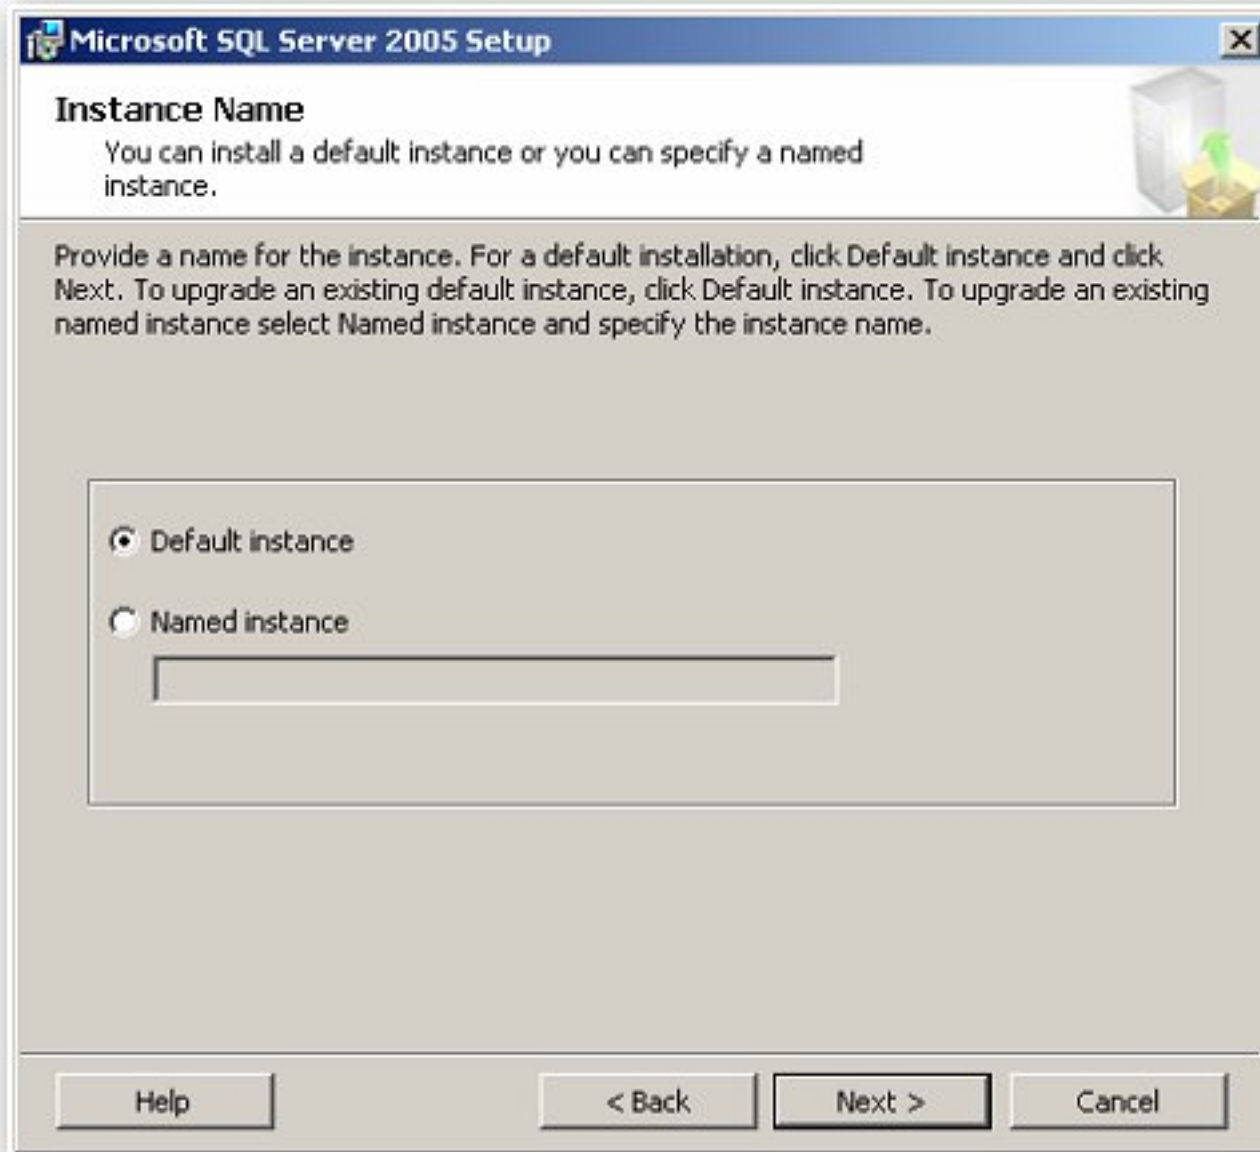 Microsoft SQL Server 2005 Setup
Instance Name
You can install a default instance or you can specify a named
instance.
Provide a name for the instance. For a default installation, click Default instance and click
Next. To upgrade an existing default instance, click Default instance. To upgrade an existing
named instance select Named instance and specify the instance name.
Default instance
Named instance
Help
< Back
Next >
Cancel